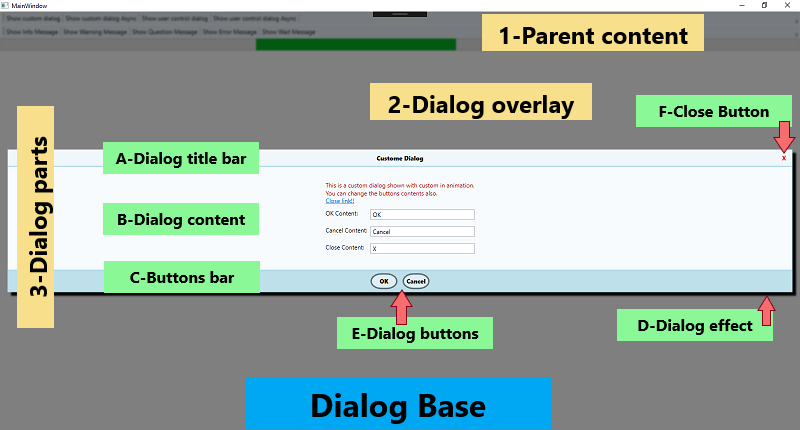 MainWindow
Show custom dialog Show custom dialog Async Show user control dialog Show user control dialog Async
Show Info Message Show Warning Message Show Question Message Show Error Message Show Wait Message
1-Parent content
2-Dialog overlay
F-Close Button
3-Dialog parts
A-Dialog title bar
Custome Dialog
X
This is a custom dialog shown with custom in animation.
You can change the buttons contents also.
Close link!!
B-Dialog content
OK Content: OK
Cancel Content: Cancel
Close Content: X
C-Buttons bar
OK Cancel
E-Dialog buttons
D-Dialog effect
Dialog Base